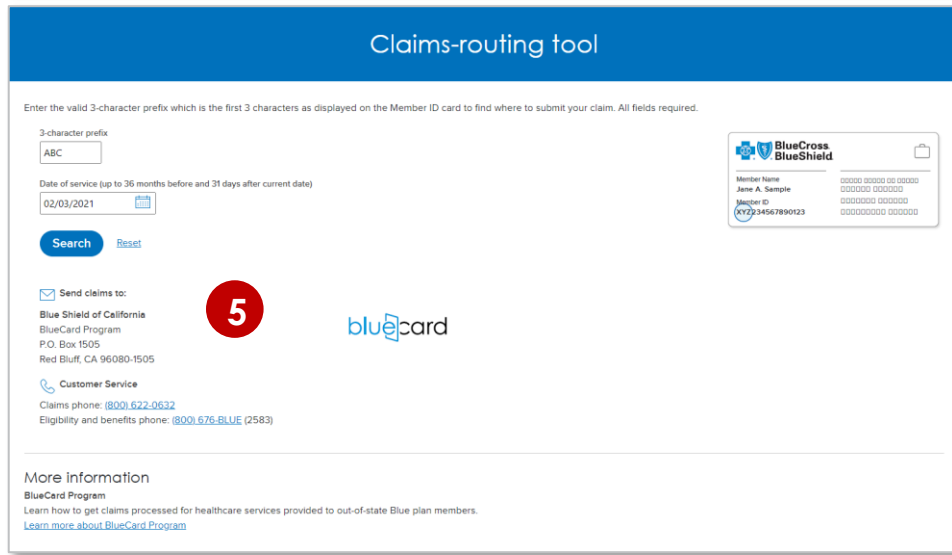 Claims-routing tool
Enter the valid 3-character prefix which is the first 3 characters as displayed on the Member ID card to find where to submit your claim. All fields required.
3-character prefix
ABC
Date of service (up to 36 months before and 31 days after current date)
02/03/2021
Search Reset
BlueCross
BlueShield
Member Name
Jane A. Sample
Member ID
XYZ234567890123
Send claims to:
Blue Shield of California
BlueCard Program
P.O. Box 1505
Red Bluff, CA 96080-1505
5
bluecard
Customer Service
Claims phone: (800) 622-0632
Eligibility and benefits phone: (800) 676-BLUE (2583)
More information
BlueCard Program
Learn how to get claims processed for healthcare services provided to out-of-state Blue plan members.
Learn more about BlueCard Program